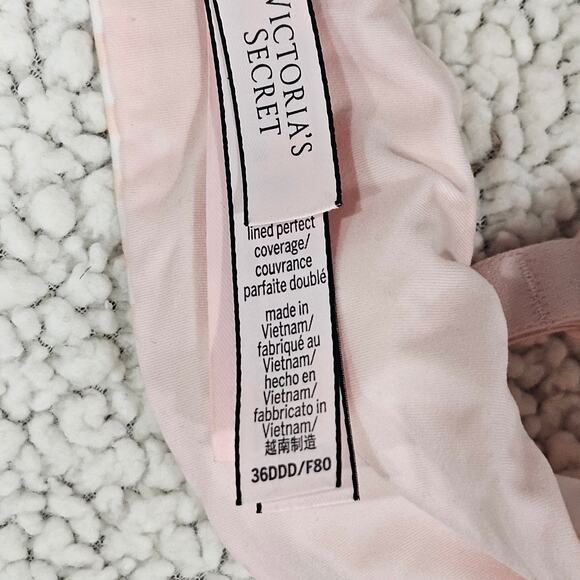 VICTORIA'S
SECRET
lined perfect
coverage/
couvrance
parfaite doublé
made in
Vietnam/
fabriqué au
Vietnam/
hecho en
Vietnam/
fabbricato in
Vietnam/
越南制造
36DDD/F80